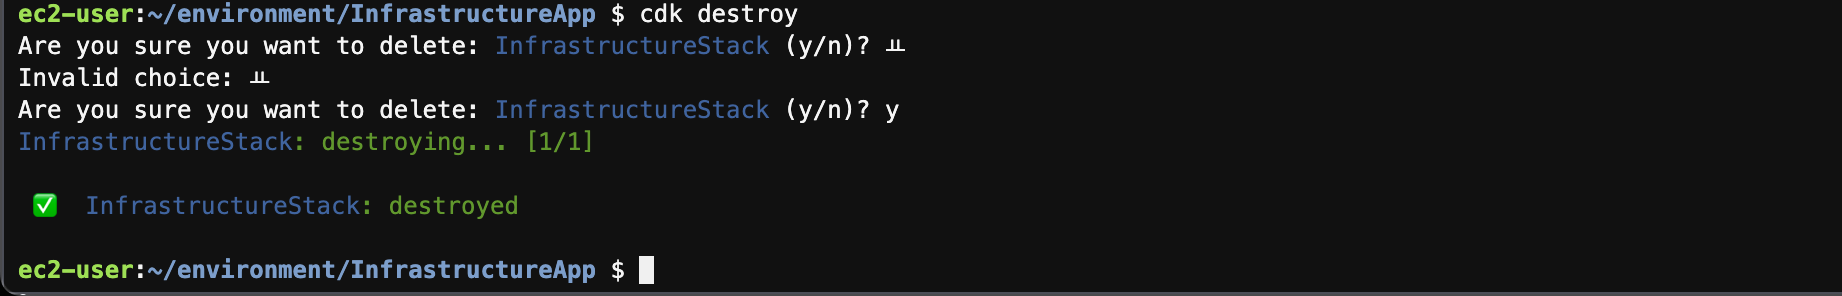 ec2-user:~/environment/InfrastructureApp $ cdk destroy
Are you sure you want to delete: InfrastructureStack (y/n)? ㅛ
Invalid choice: ㅛ
Are you sure you want to delete: InfrastructureStack (y/n)? y
InfrastructureStack: destroying... [1/1]
✅ InfrastructureStack: destroyed
ec2-user:~/environment/InfrastructureApp $